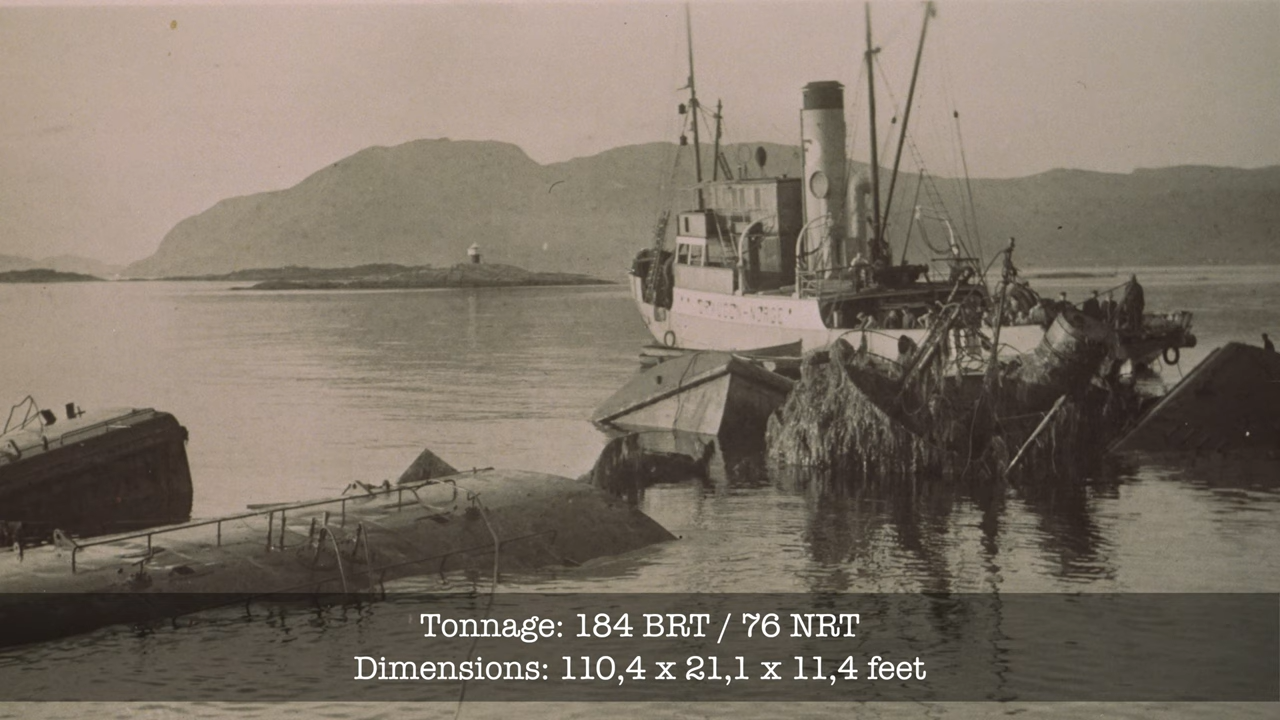 Tonnage: 184 BRT / 76 NRT
Dimensions: 110,4 x 21,1 x 11,4 feet